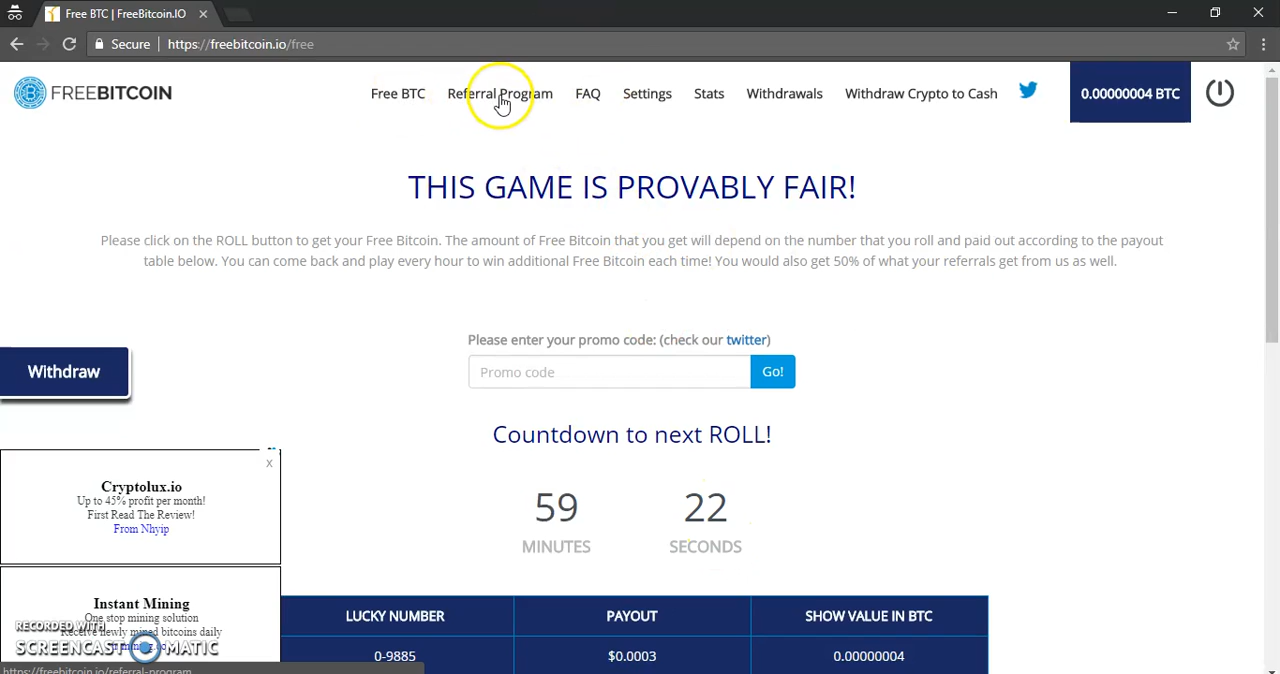 Free BTC | FreeBitcoin.IO
Secure https://freebitcoin.io/free
FREEBITCOIN
Free BTC Referral Program FAQ Settings Stats Withdrawals Withdraw Crypto to Cash 0.00000004 BTC
THIS GAME IS PROVABLY FAIR!
Please click on the ROLL button to get your Free Bitcoin. The amount of Free Bitcoin that you get will depend on the number that you roll and paid out according to the payout
table below. You can come back and play every hour to win additional Free Bitcoin each time! You would also get 50% of what your referrals get from us as well.
Please enter your promo code: (check our twitter)
Promo code Go!
Withdraw
Countdown to next ROLL!
59 22
MINUTES SECONDS
x
Cryptolux.io
Up to 45% profit per month!
First Read The Review!
From Nhyip
Instant Mining
One stop mining solution
Receive newly mined bitcoins daily
RECORDED WITH
SCREENCAST MATIC
LUCKY NUMBER PAYOUT SHOW VALUE IN BTC
0-9885 $0.0003 0.00000004
https://freebitcoin.io/referral-program